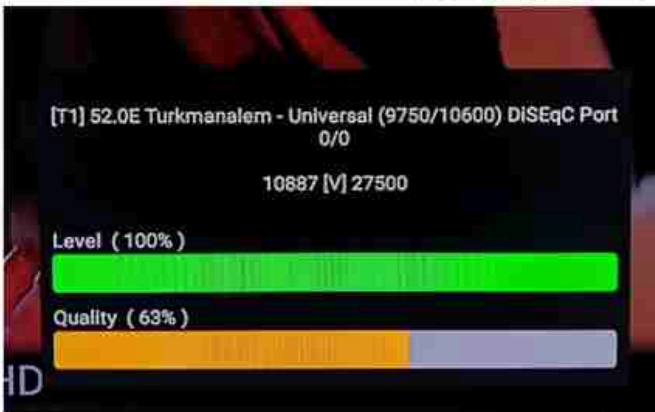 [T1] 52.0E Turkmanalem - Universal (9750/10600) DiSEqC Port
0/0
10887 [V] 27500
Level ( 100% )
Quality ( 63% )
HD